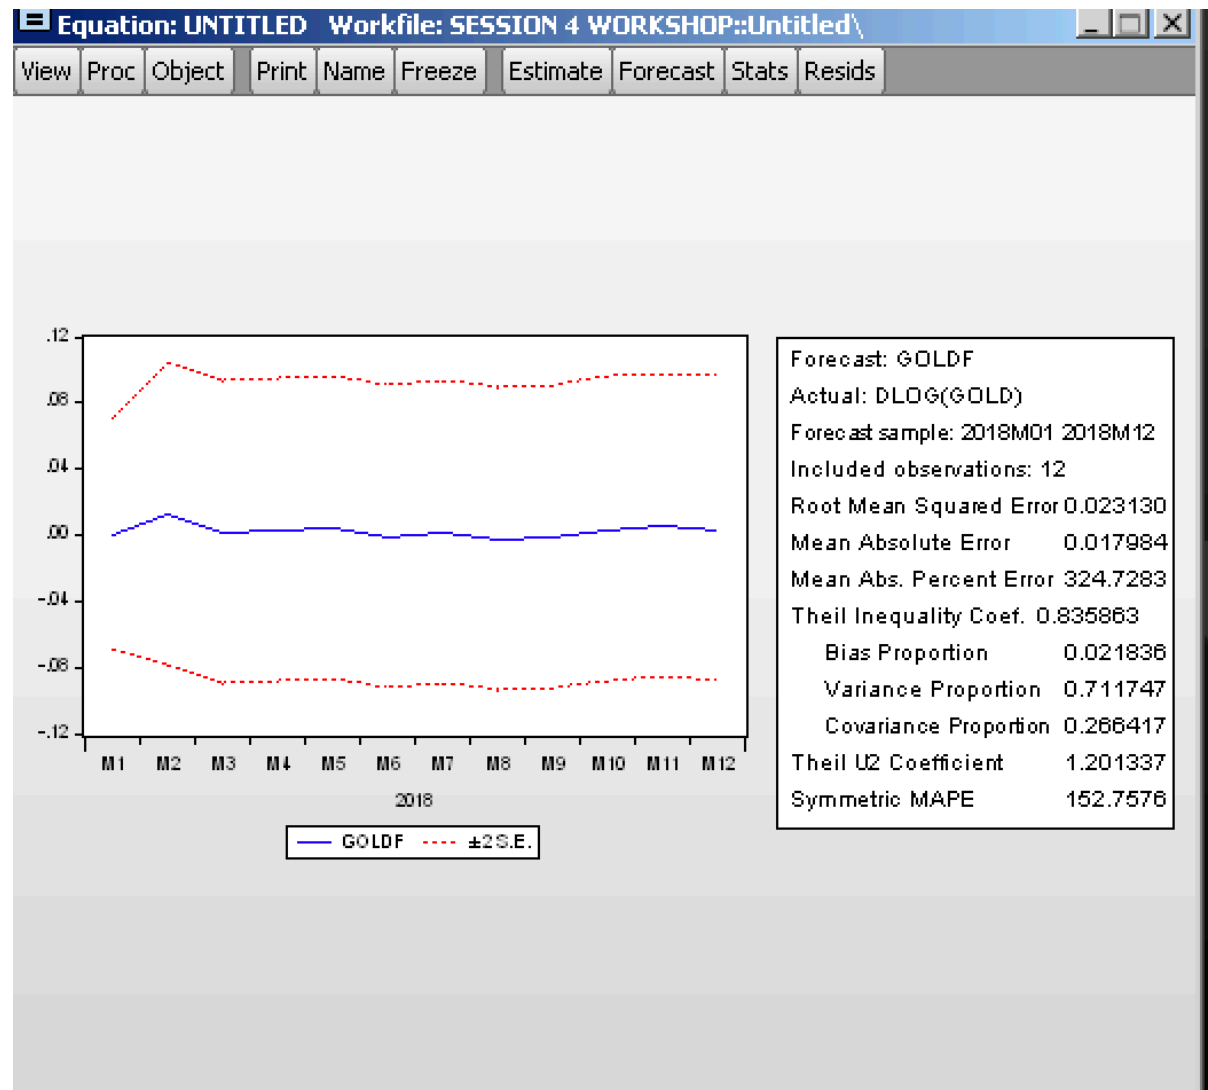 Equation: UNTITLED Workfile: SESSION 4 WORKSHOP::Untitled\
View Proc Object Print Name Freeze Estimate Forecast Stats Resids
.12
.08
.04
.00
-.04
-.08
-.12
M1 M2 M3 M4 M5 M6 M7 M8 M9 M10 M11 M12
2018
GOLDF ±2 S.E.
Forecast: GOLDF
Actual: DLOG(GOLD)
Forecast sample: 2018M01 2018M12
Included observations: 12
Root Mean Squared Error 0.023130
Mean Absolute Error 0.017984
Mean Abs. Percent Error 324.7283
Theil Inequality Coef. 0.835863
Bias Proportion 0.021836
Variance Proportion 0.711747
Covariance Proportion 0.266417
Theil U2 Coefficient 1.201337
Symmetric MAPE 152.7576